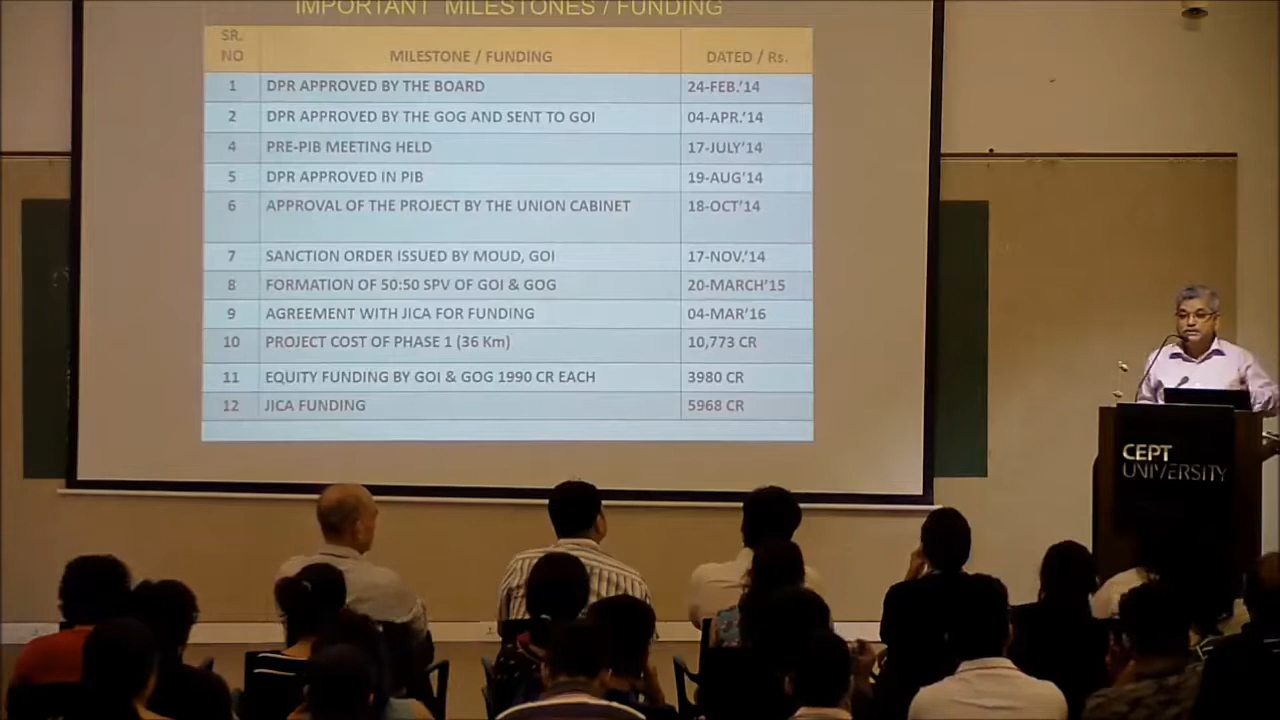 IMPORTANT MILESTONES / FUNDING
SR. NO MILESTONE / FUNDING DATED / Rs.
1 DPR APPROVED BY THE BOARD 24-FEB.'14
2 DPR APPROVED BY THE GOG AND SENT TO GOI 04-APR.'14
4 PRE-PIB MEETING HELD 17-JULY'14
5 DPR APPROVED IN PIB 19-AUG'14
6 APPROVAL OF THE PROJECT BY THE UNION CABINET 18-OCT'14
7 SANCTION ORDER ISSUED BY MOUD, GOI 17-NOV.'14
8 FORMATION OF 50:50 SPV OF GOI & GOG 20-MARCH'15
9 AGREEMENT WITH JICA FOR FUNDING 04-MAR'16
10 PROJECT COST OF PHASE 1 (36 Km) 10,773 CR
11 EQUITY FUNDING BY GOI & GOG 1990 CR EACH 3980 CR
12 JICA FUNDING 5968 CR
CEPT
UNIVERSITY